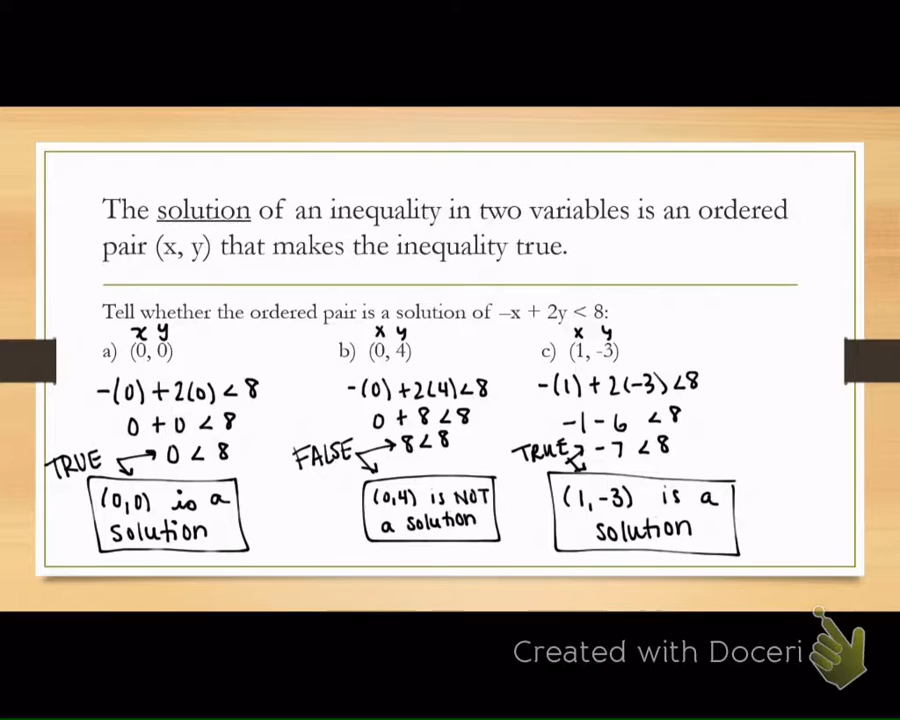 The solution of an inequality in two variables is an ordered
pair (x, y) that makes the inequality true.
Tell whether the ordered pair is a solution of –x + 2y < 8:
x y
a) (0, 0)
-(0) + 2(0) < 8
0 + 0 < 8
TRUE 0 < 8
(0,0) is a
solution
x y
b) (0, 4)
-(0) + 2(4) < 8
0 + 8 < 8
FALSE 8 < 8
(0,4) is NOT
a solution
x y
c) (1, -3)
-(1) + 2(-3) < 8
-1 - 6 < 8
TRUE -7 < 8
(1,-3) is a
solution
Created with Doceri